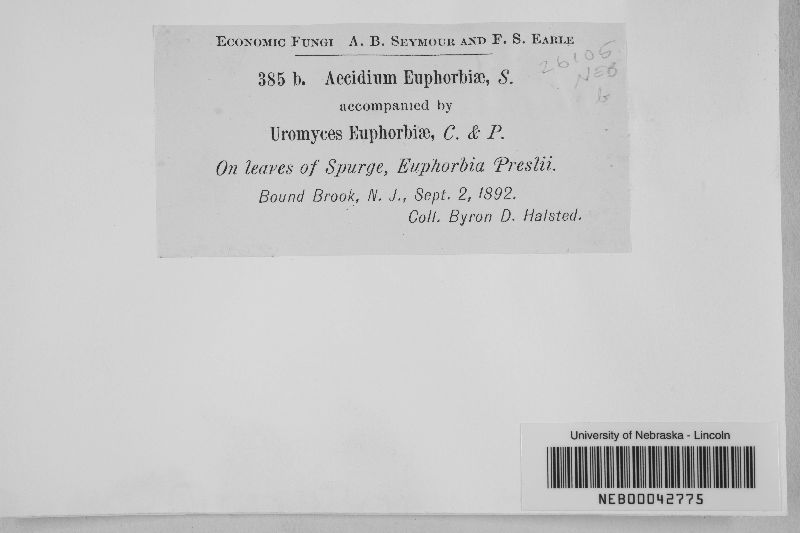 Economic Fungi A. B. Seymour and F. S. Earle
385 b. Aecidium Euphorbiæ, S.
accompanied by
Uromyces Euphorbiæ, C. & P.
On leaves of Spurge, Euphorbia Preslii.
Bound Brook, N. J., Sept. 2, 1892.
Coll. Byron D. Halsted.
26105
NEB
b
University of Nebraska - Lincoln
NEB00042775